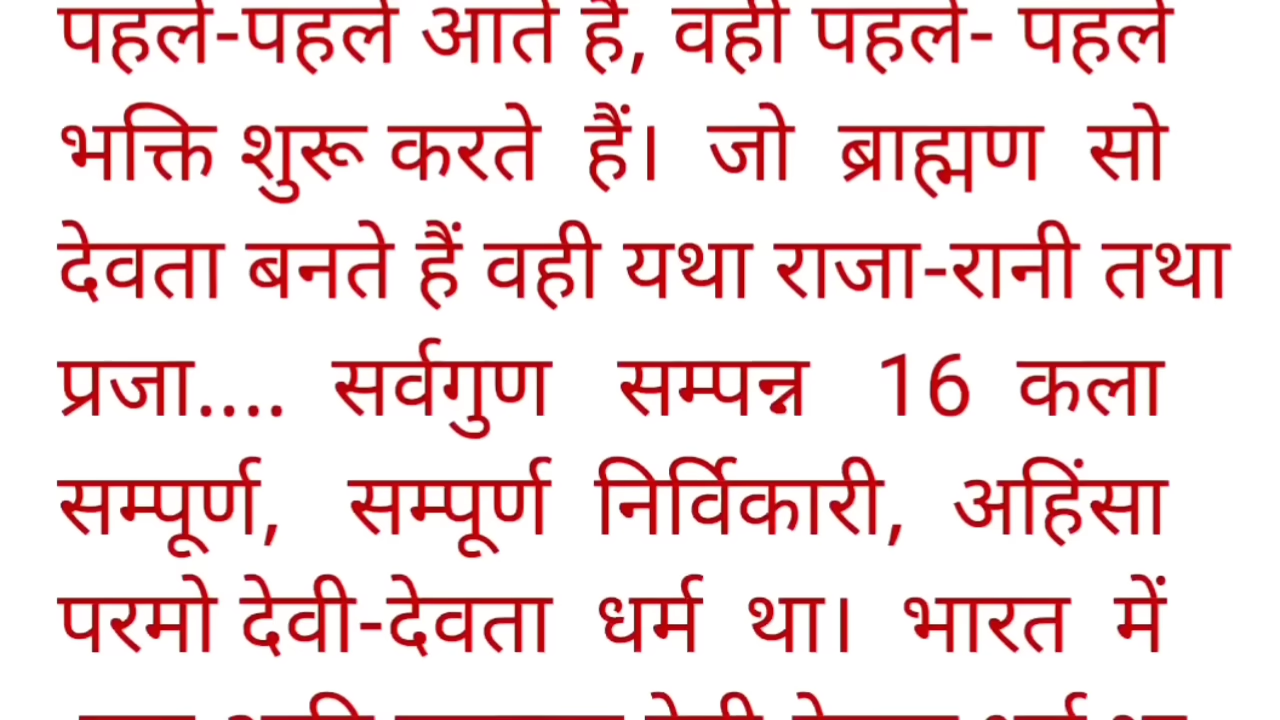 पहले-पहले आते हैं, वही पहले- पहले
भक्ति शुरू करते हैं। जो ब्राह्मण सो
देवता बनते हैं वही यथा राजा-रानी तथा
प्रजा.... सर्वगुण सम्पन्न 16 कला
सम्पूर्ण, सम्पूर्ण निर्विकारी, अहिंसा
परमो देवी-देवता धर्म था। भारत में